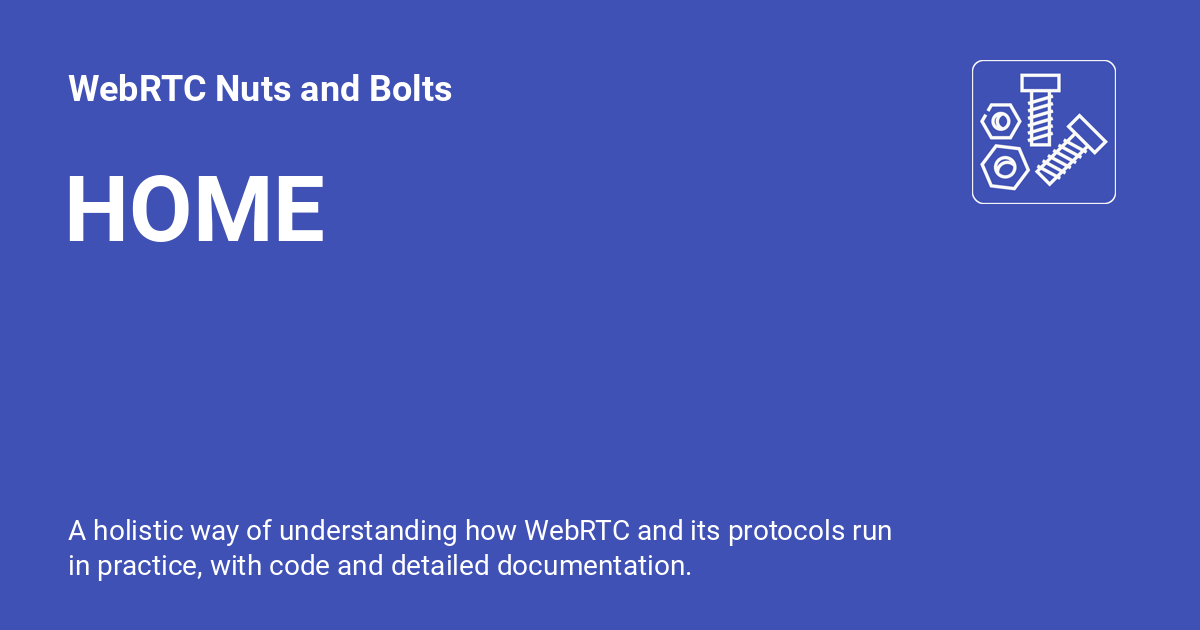 WebRTC Nuts and Bolts
HOME
A holistic way of understanding how WebRTC and its protocols run
in practice, with code and detailed documentation.